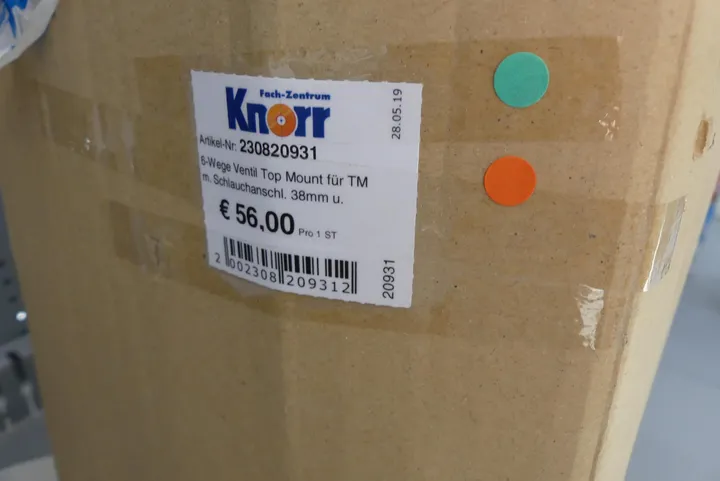 Fach-Zentrum
Knorr
Artikel-Nr: 230820931
6-Wege Ventil Top Mount für TM
m. Schlauchanschl. 38mm u.
€ 56,00 Pro 1 ST
2 002308 209312
28.05.19
20931